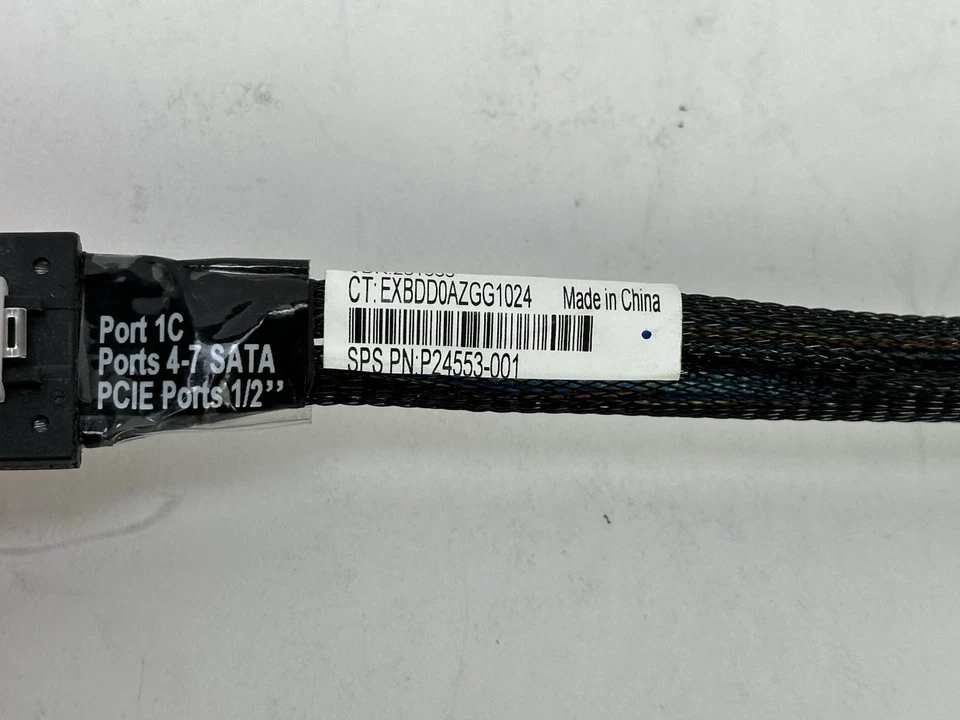 Port 1C
Ports 4-7 SATA
PCIE Ports 1/2’’
CT: EXBDD0AZGG1024 Made in China
SPS PN:P24553-001